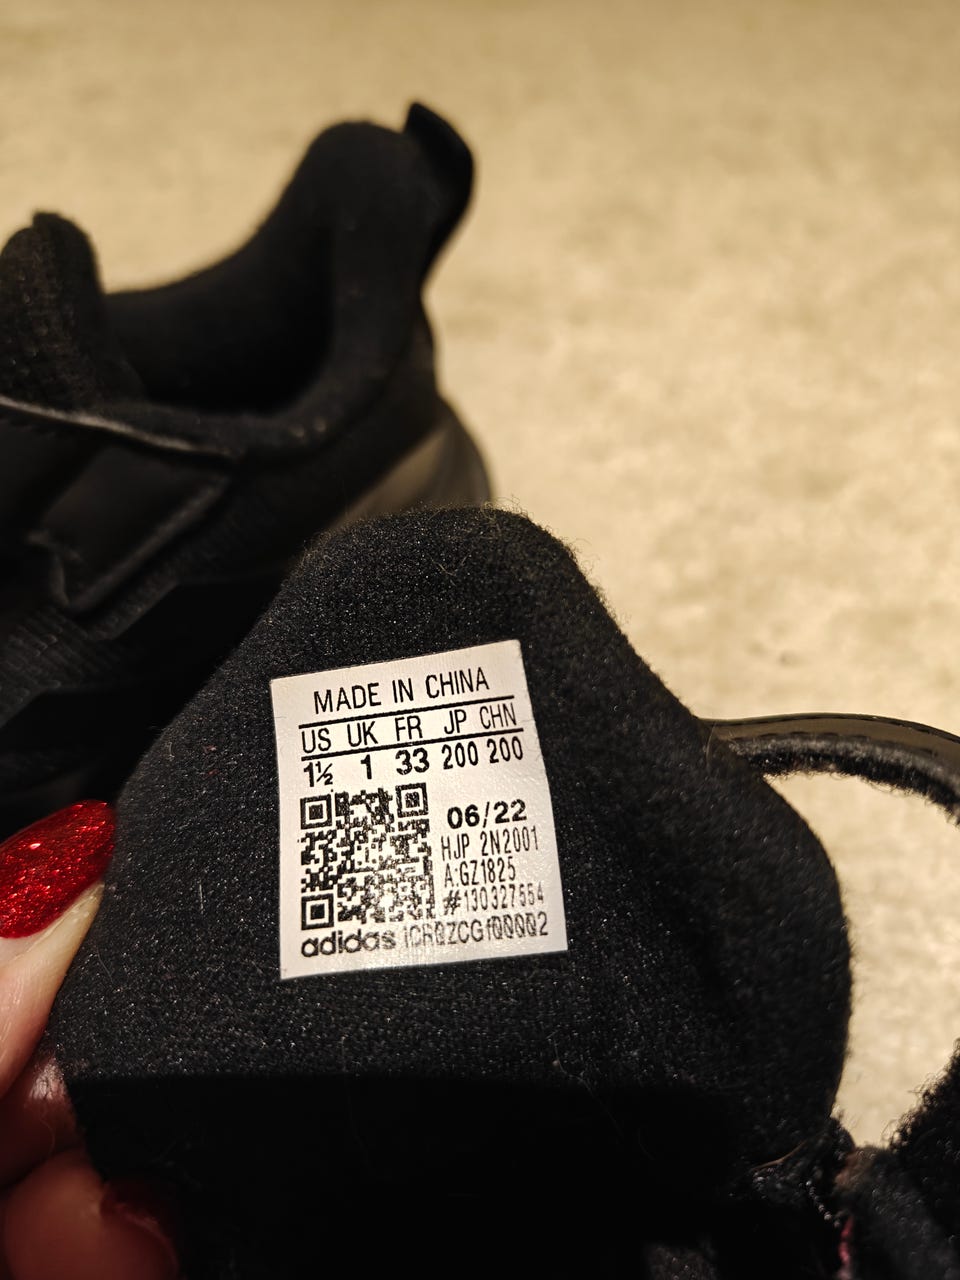 MADE IN CHINA
US UK FR JP CHN
1½ 1 33 200 200
06/22
HJP 2N2001
A:GZ1825
#130327554
adidas